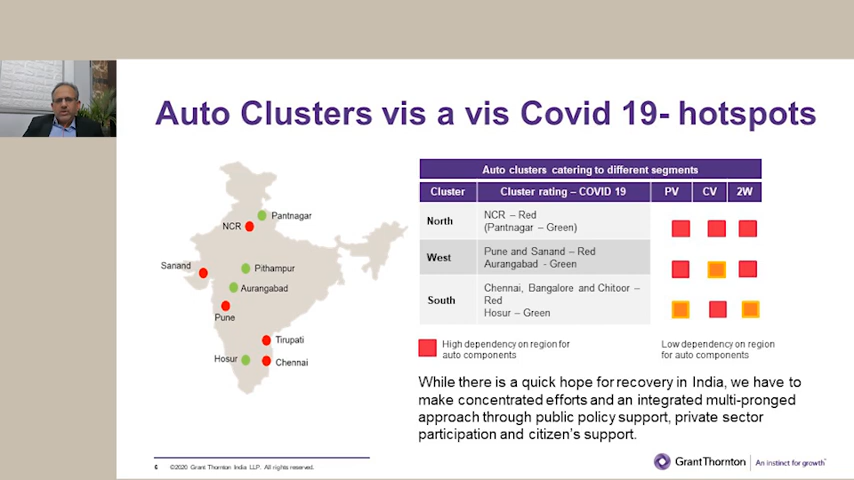 Auto Clusters vis a vis Covid 19- hotspots
Pantnagar
NCR
Sanand
Pithampur
Aurangabad
Pune
Tirupati
Hosur
Chennai
Auto clusters catering to different segments
Cluster Cluster rating – COVID 19 PV CV 2W
North
NCR – Red
(Pantnagar – Green)
West
Pune and Sanand – Red
Aurangabad - Green
South
Chennai, Bangalore and Chitoor –
Red
Hosur – Green
High dependency on region for
auto components
Low dependency on region
for auto components
While there is a quick hope for recovery in India, we have to
make concentrated efforts and an integrated multi-pronged
approach through public policy support, private sector
participation and citizen's support.
6 ©2020 Grant Thornton India LLP. All rights reserved.
GrantThornton An instinct for growth™